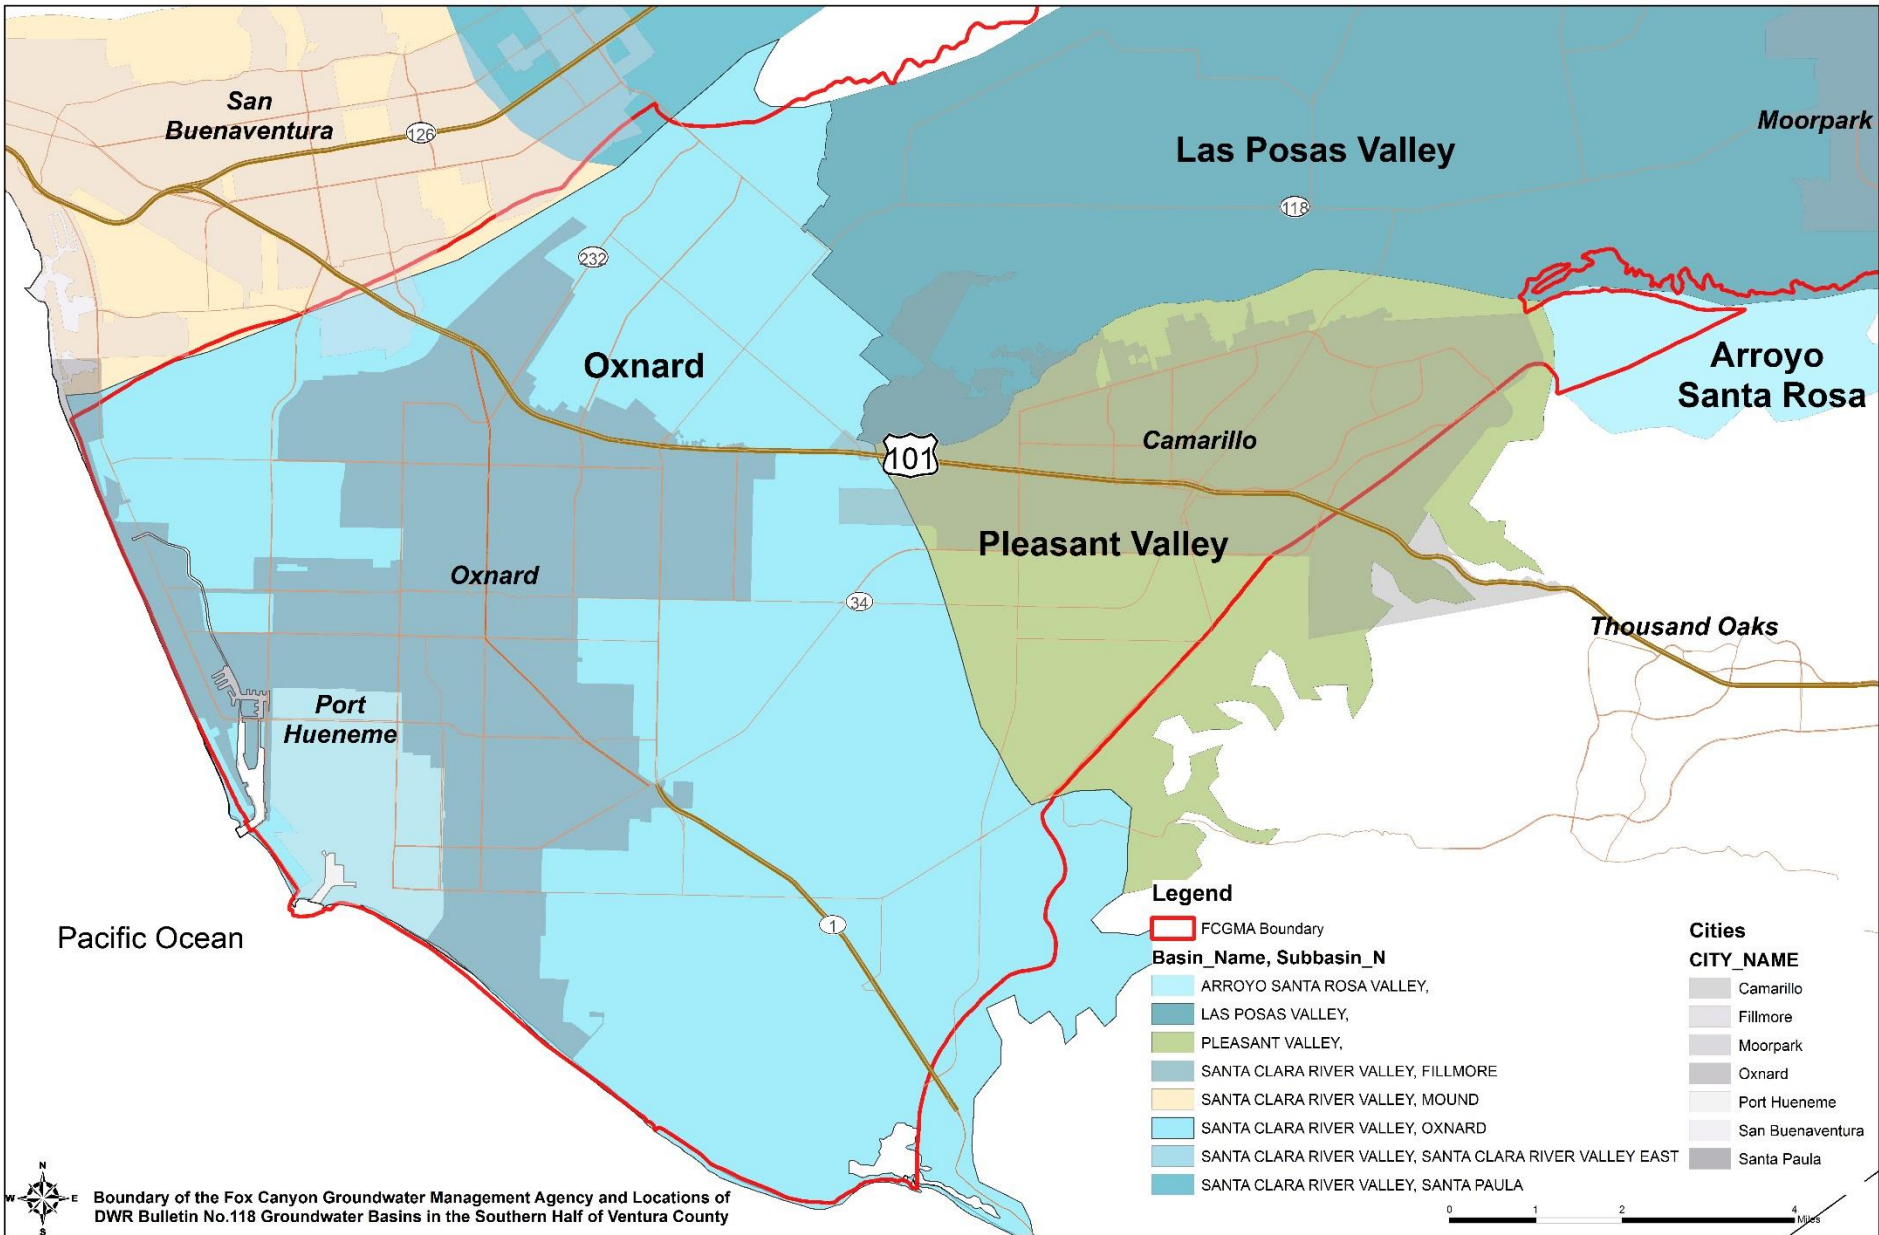 San
Buenaventura
126
Las Posas Valley
Moorpark
118
232
Oxnard
Arroyo
Santa Rosa
Camarillo
101
Pleasant Valley
Oxnard
34
Thousand Oaks
Port
Hueneme
1
Pacific Ocean
Legend
FCGMA Boundary
Basin_Name, Subbasin_N
ARROYO SANTA ROSA VALLEY,
LAS POSAS VALLEY,
PLEASANT VALLEY,
SANTA CLARA RIVER VALLEY, FILLMORE
SANTA CLARA RIVER VALLEY, MOUND
SANTA CLARA RIVER VALLEY, OXNARD
SANTA CLARA RIVER VALLEY, SANTA CLARA RIVER VALLEY EAST
SANTA CLARA RIVER VALLEY, SANTA PAULA
Cities
CITY_NAME
Camarillo
Fillmore
Moorpark
Oxnard
Port Hueneme
San Buenaventura
Santa Paula
0 1 2 4
Miles
N
W E
S
Boundary of the Fox Canyon Groundwater Management Agency and Locations of
DWR Bulletin No.118 Groundwater Basins in the Southern Half of Ventura County